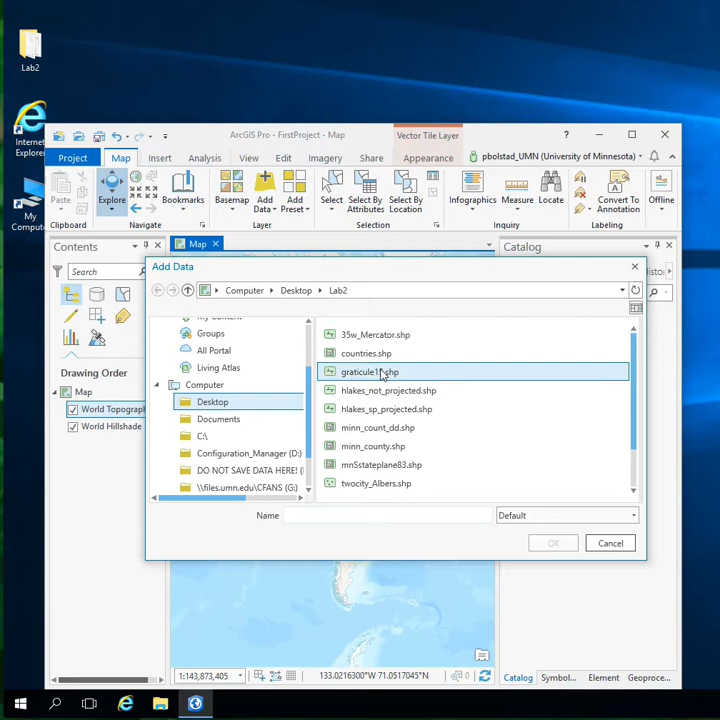 Lab2
Internet
Explorer
My
Comput
ArcGIS Pro - FirstProject - Map
Vector Tile Layer
?
Project
Map
Insert
Analysis
View
Edit
Imagery
Share
Appearance
pbolstad_UMN (University of Minnesota)
Paste
Clipboard
Explore
Bookmarks
Navigate
Basemap
Add
Data
Add
Preset
Layer
Select
Select By
Attributes
Select By
Location
Selection
Infographics
Measure
Locate
Inquiry
Convert To
Annotation
Labeling
Offline
Contents
Search
Drawing Order
Map
World Topograp
World Hillshade
Map
Catalog
Add Data
Computer
Desktop
Lab2
Groups
All Portal
Living Atlas
Computer
Desktop
Documents
C:\
Configuration_Manager (D:)
DO NOT SAVE DATA HERE! (
\\files.umn.edu\CFANS (G:)
35w_Mercator.shp
countries.shp
hlakes_not_projected.shp
hlakes_sp_projected.shp
minn_count_dd.shp
minn_county.shp
mnSstateplane83.shp
twocity_Albers.shp
Name
Default
OK
Cancel
1:143,873,405
133.0216300°W 71.0517045°N
0
Catalog
Symbol...
Element
Geoproce...